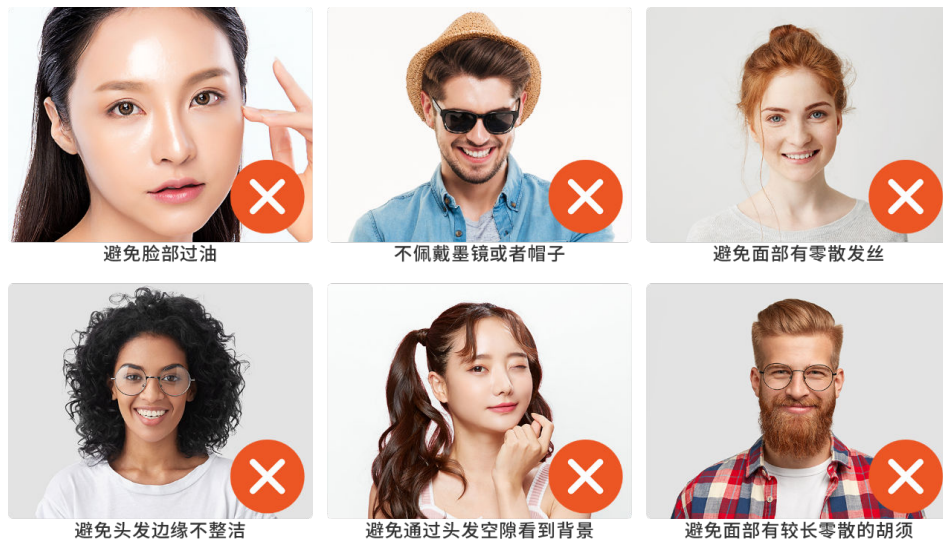 避免脸部过油
不佩戴墨镜或者帽子
避免面部有零散发丝
避免头发边缘不整洁
避免通过头发空隙看到背景
避免面部有较长零散的胡须